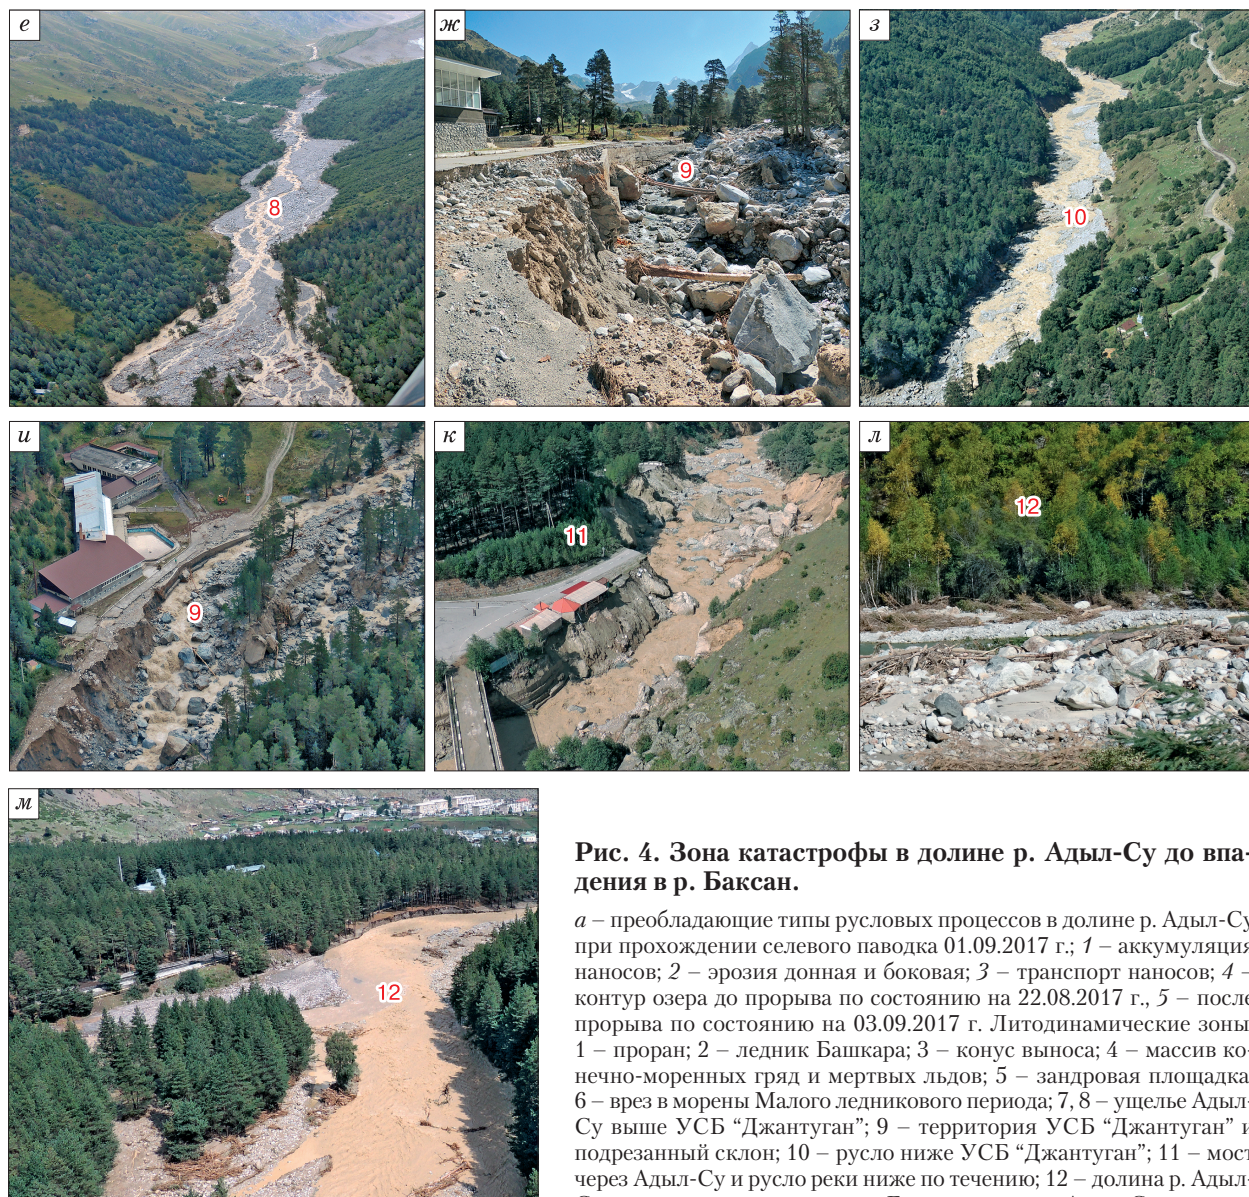 е
ж
з
8
9
10
и
к
л
9
11
12
м
12
Рис. 4. Зона катастрофы в долине р. Адыл-Су до впа-
дения в р. Баксан.
а – преобладающие типы русловых процессов в долине р. Адыл-Су
при прохождении селевого паводка 01.09.2017 г.; 1 – аккумуляция
наносов; 2 – эрозия донная и боковая; 3 – транспорт наносов; 4 –
контур озера до прорыва по состоянию на 22.08.2017 г., 5 – после
прорыва по состоянию на 03.09.2017 г. Литодинамические зоны:
1 – проран; 2 – ледник Башкара; 3 – конус выноса; 4 – массив ко-
нечно-моренных гряд и мертвых льдов; 5 – зандровая площадка;
6 – врез в морены Малого ледникового периода; 7, 8 – ущелье Адыл-
Су выше УСБ “Джантуган”; 9 – территория УСБ “Джантуган” и
подрезанный склон; 10 – русло ниже УСБ “Джантуган”; 11 – мост
через Адыл-Су и русло реки ниже по течению; 12 – долина р. Адыл-